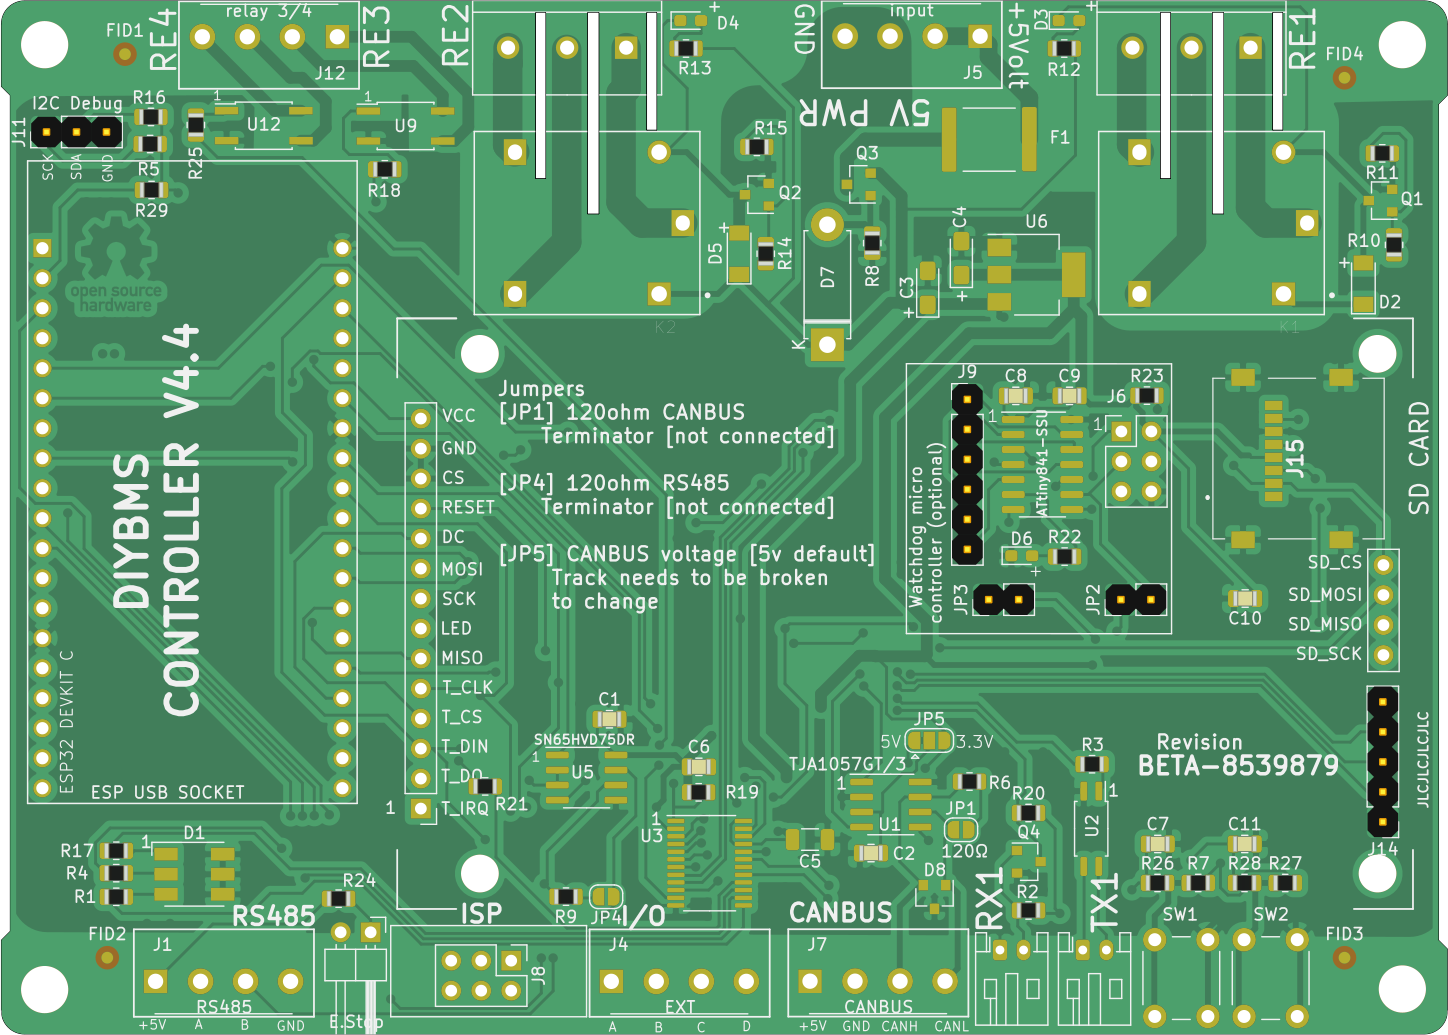 FID1
RE4
relay 3/4
J12
RE3
RE2
D4
+
R13
GND
input
+5Volt
J5
D3
+
R12
RE1
FID4
I2C Debug
J11
SCK
SDA
GND
R16
R5
R29
R25
1
U12
1
U9
R18
5V PWR
F1
R15
Q3
Q2
D5
+
R14
D7
K
R8
C3
+
C4
+
U6
R11
Q1
R10
+
D2
K2
K1
open source
hardware
DIYBMS
CONTROLLER V4.4
ESP32 DEVKIT C
ESP USB SOCKET
VCC
GND
CS
RESET
DC
MOSI
SCK
LED
MISO
T_CLK
T_CS
T_DIN
T_DO
T_IRQ
1
R21
Jumpers
[JP1] 120ohm CANBUS
Terminator [not connected]
[JP4] 120ohm RS485
Terminator [not connected]
[JP5] CANBUS voltage [5v default]
Track needs to be broken
to change
J9
1
C8
C9
R23
J6
1
ATtiny841-SSU
Watchdog micro
controller (optional)
D6
+
R22
JP3
JP2
J15
SD CARD
C10
SD_CS
SD_MOSI
SD_MISO
SD_SCK
C1
SN65HVD75DR
1
U5
C6
R19
1
U3
JP5
5V
3.3V
TJA1057GT/3
1
U1
R6
JP1
120Ω
C5
C2
D8
R20
Q4
R2
R3
1
U2
Revision
BETA-8539879
JLCJLCJLCJLC
J14
C7
C11
R26
R7
R28
R27
SW1
SW2
FID3
D1
1
R17
R4
R1
R24
RS485
FID2
ISP
R9
JP4
I/O
CANBUS
RX1
TX1
J1
RS485
+5V
A
B
GND
E.Stop
J8
J4
EXT
A
B
C
D
J7
CANBUS
+5V
GND
CANH
CANL